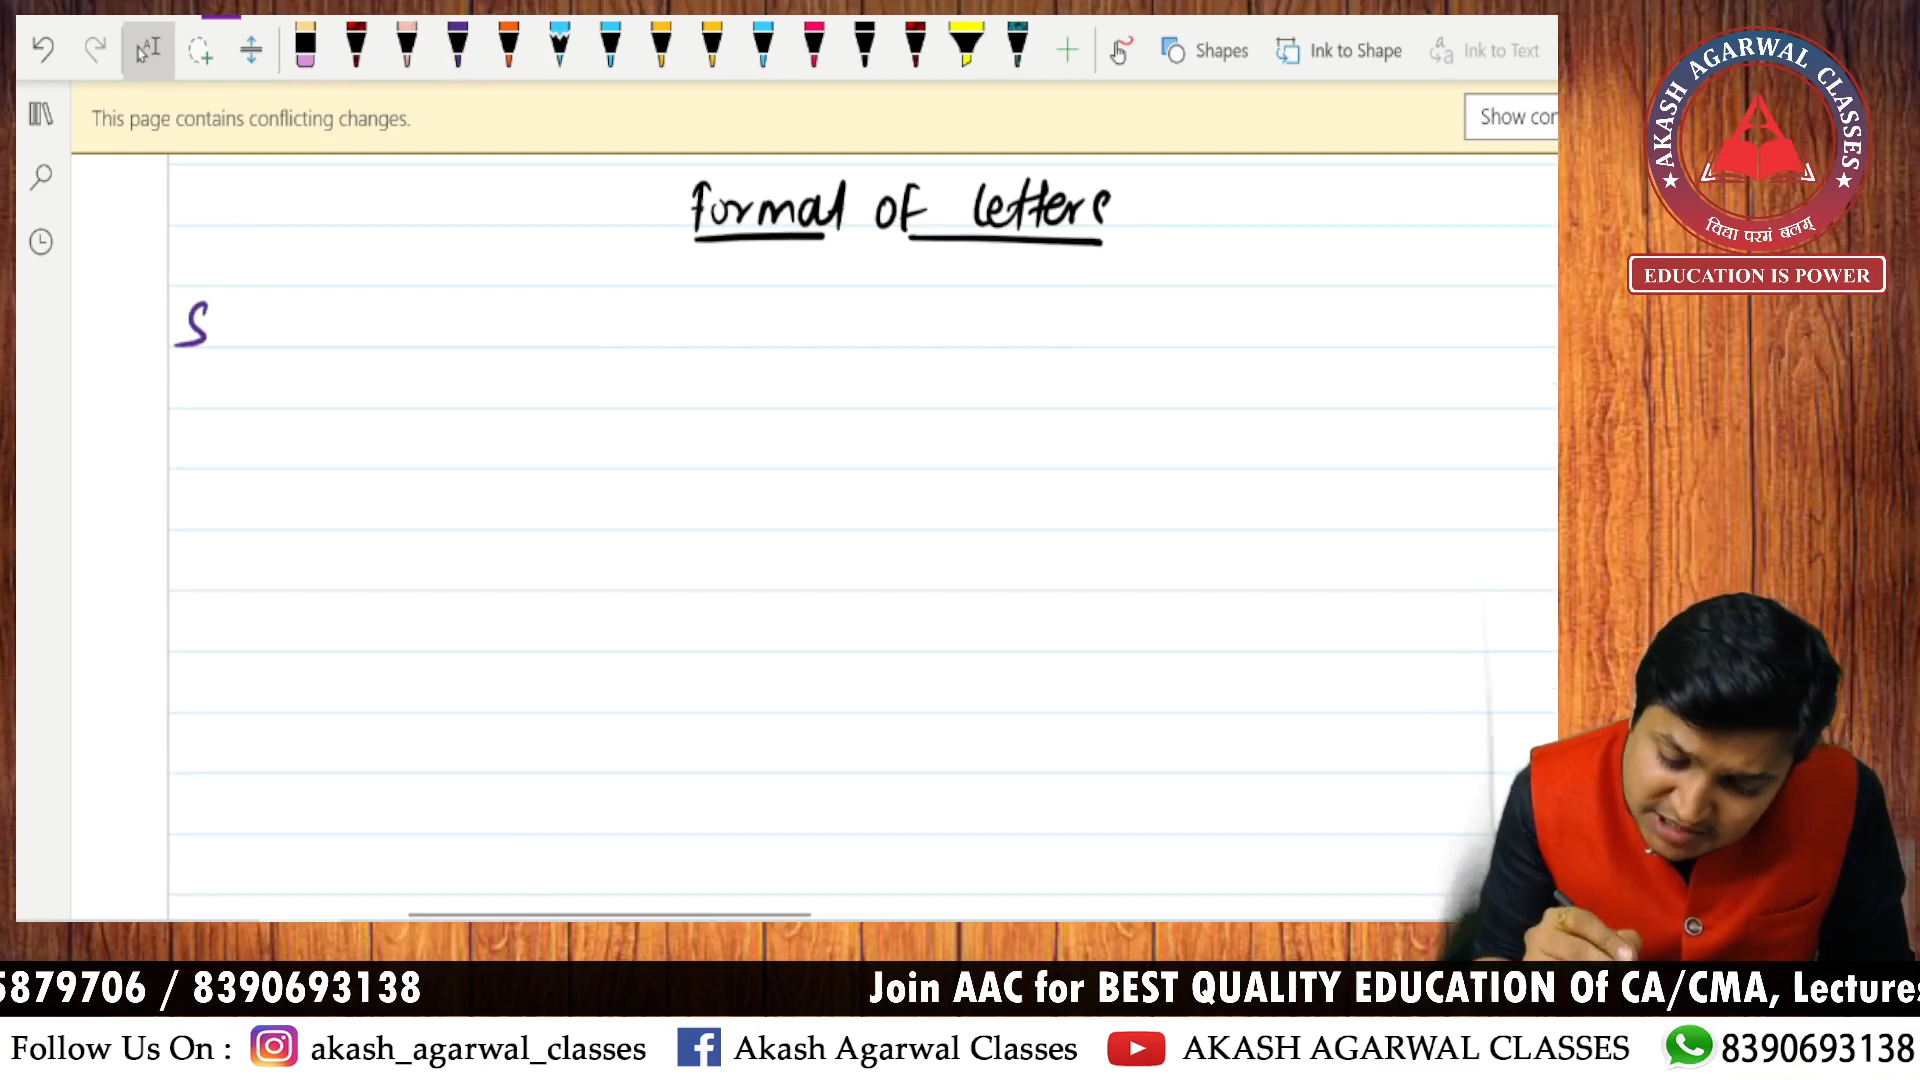 Shapes
Ink to Shape
Ink to Text
This page contains conflicting changes.
Show cor
Format of letters
S
AKASH AGARWAL CLASSES
विद्या परमं बलम्
EDUCATION IS POWER
5879706 / 8390693138
Join AAC for BEST QUALITY EDUCATION Of CA/CMA, Lectures
Follow Us On : akash_agarwal_classes Akash Agarwal Classes AKASH AGARWAL CLASSES 8390693138